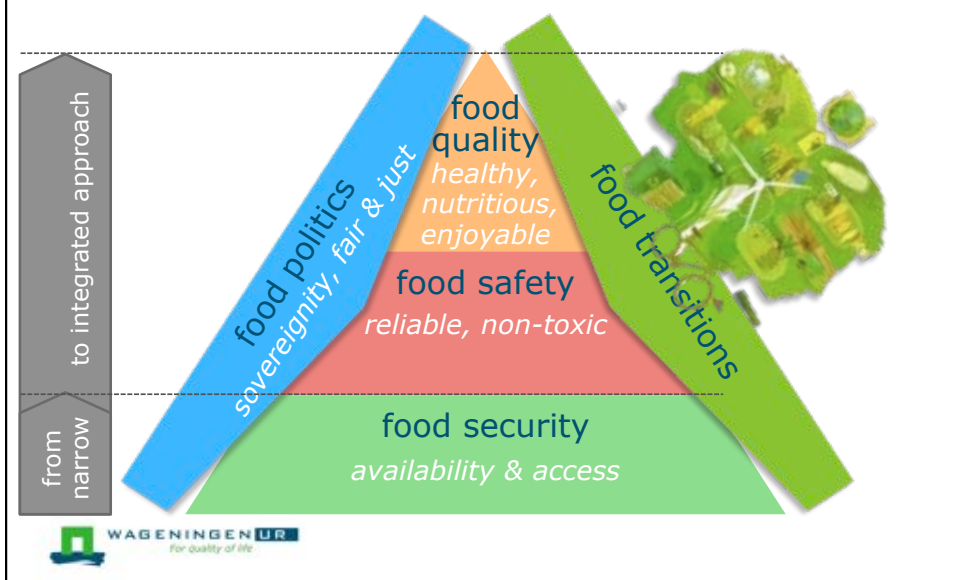 to integrated approach
from
narrow
food politics
sovereignity, fair & just
food
quality
healthy,
nutritious,
enjoyable
food safety
reliable, non-toxic
food security
availability & access
food transitions
WAGENINGEN UR
For quality of life